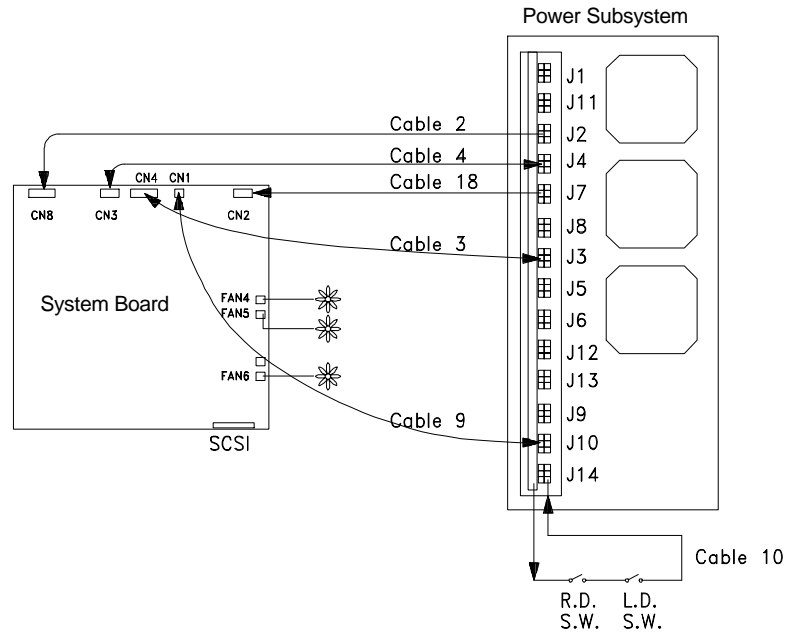 Power Subsystem
J1
J11
Cable 2
J2
Cable 4
J4
CN4 CN1
Cable 18
J7
CN8
CN3
CN2
J8
Cable 3
J3
J5
System Board
FAN4
FAN5
J6
J12
FAN6
J13
J9
Cable 9
J10
SCSI
J14
Cable 10
R.D.
S.W.
L.D.
S.W.